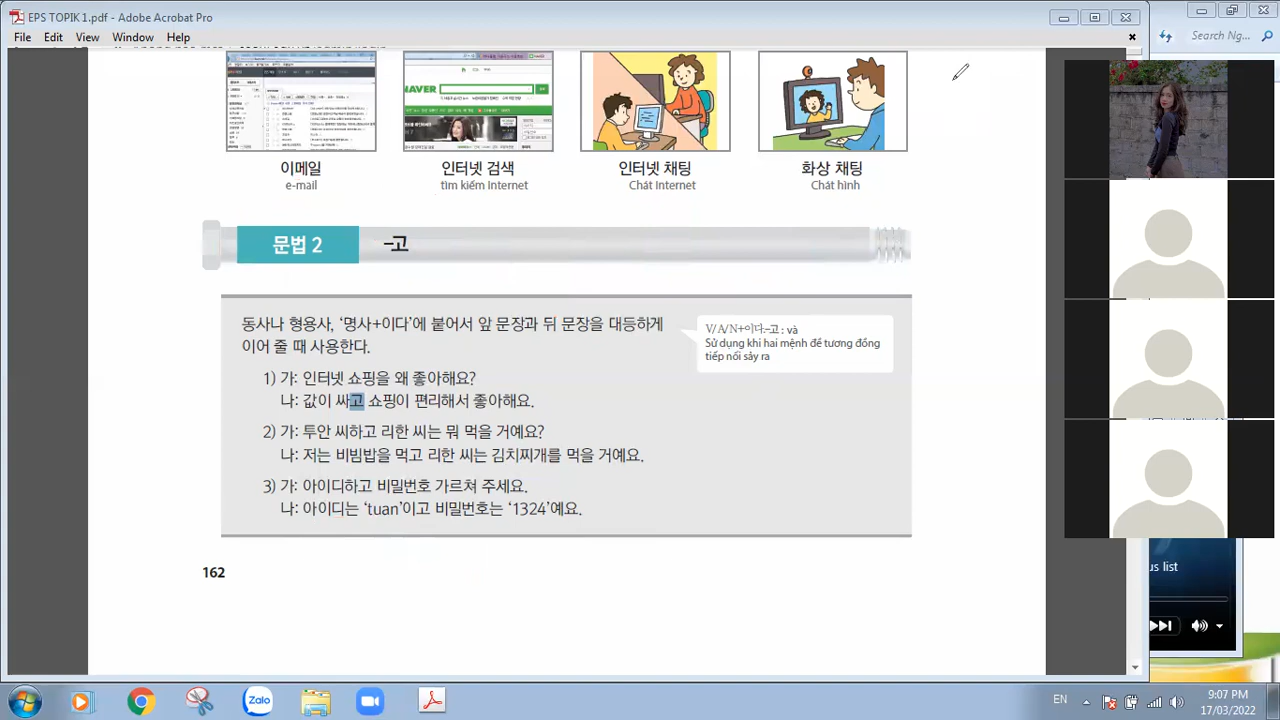 EPS TOPIK 1.pdf - Adobe Acrobat Pro
File Edit View Window Help
Search Ng...
NAVER
이메일
e-mail
인터넷 검색
tìm kiếm Internet
인터넷 채팅
Chát Internet
화상 채팅
Chát hình
문법 2
-고
동사나 형용사, ‘명사+이다’에 붙어서 앞 문장과 뒤 문장을 대등하게
이어 줄 때 사용한다.
V/A/N+이다.-고 : và
Sử dụng khi hai mệnh đề tương đồng
tiếp nối sảy ra
1) 가: 인터넷 쇼핑을 왜 좋아해요?
나: 값이 싸고 쇼핑이 편리해서 좋아해요.
2) 가: 투안 씨하고 리한 씨는 뭐 먹을 거예요?
나: 저는 비빔밥을 먹고 리한 씨는 김치찌개를 먹을 거예요.
3) 가: 아이디하고 비밀번호 가르쳐 주세요.
나: 아이디는 ‘tuan’이고 비밀번호는 ‘1324’예요.
162
us list
Zalo
EN
9:07 PM
17/03/2022